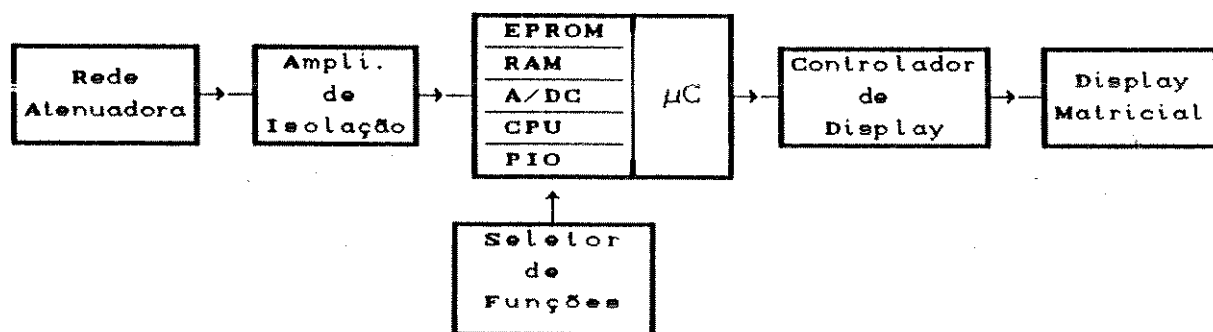 Rede
Atenuadora
Ampli.
de
Isolação
EPROM
RAM
A/DC
CPU
PIO
μC
Controlador
de
Display
Display
Matricial
Seletor
de
Funções